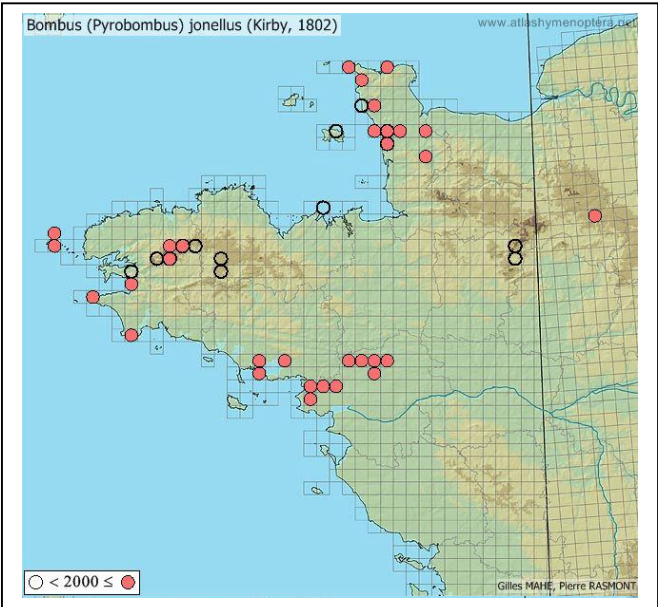 Bombus (Pyrobombus) jonellus (Kirby, 1802)
www.atlashymenoptera.net
< 2000 ≤
Gilles MAHE, Pierre RASMONT